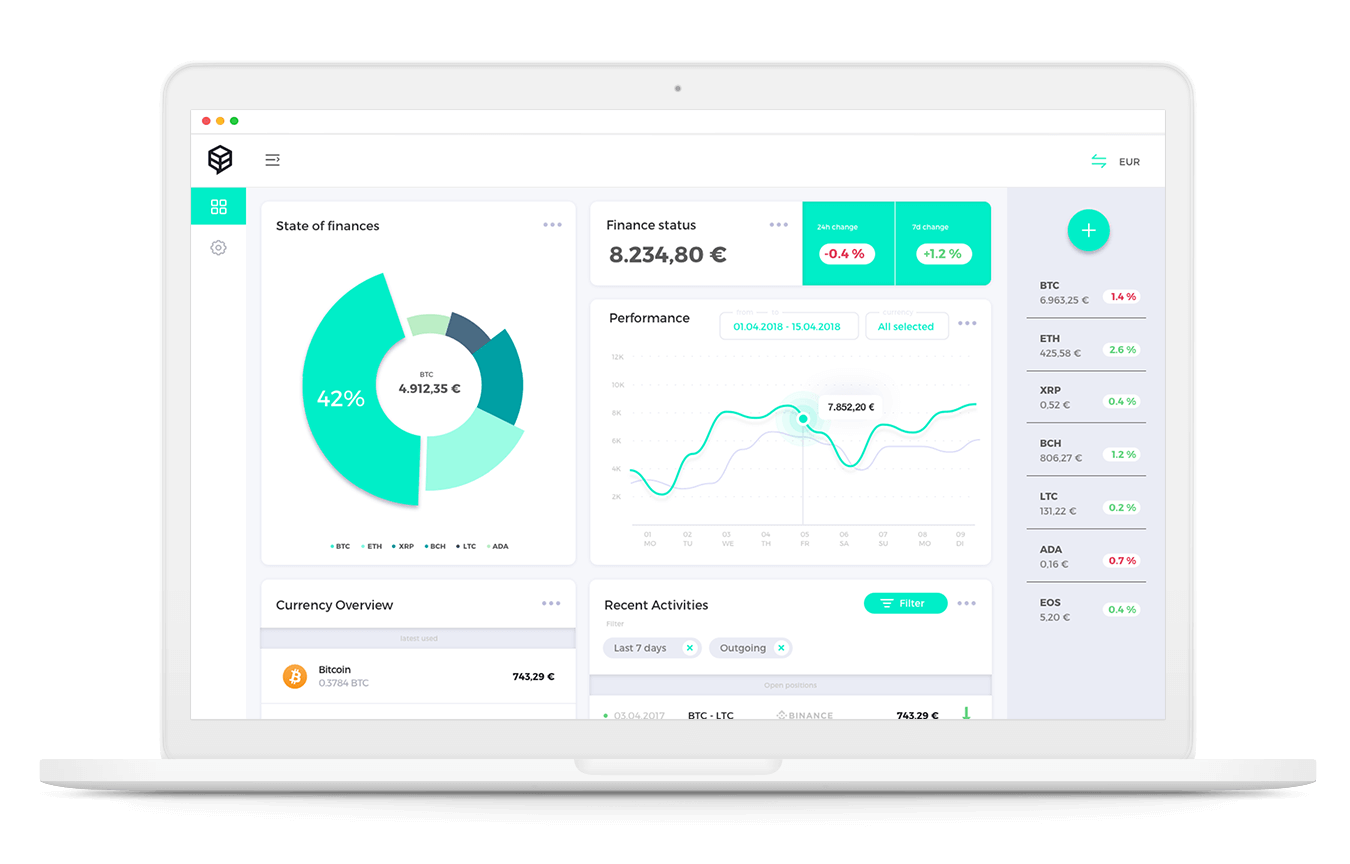 EUR
State of finances
42%
BTC
4.912,35 €
BTC ETH XRP BCH LTC ADA
Finance status
8.234,80 €
24h change
-0.4 %
7d change
+1.2 %
Performance
from — to
01.04.2018 - 15.04.2018
currency
All selected
12K
10K
8K
6K
4K
2K
7.852,20 €
01 02 03 04 05 06 07 08 09
MO TU WE TH FR SA SU MO DI
Currency Overview
latest used
Bitcoin
0.3784 BTC
743,29 €
Recent Activities
Filter
Filter
Last 7 days × Outgoing ×
Open positions
03.04.2017 BTC - LTC BINANCE 743,29 €
+
BTC
6.963,25 € 1.4 %
ETH
425,58 € 2.6 %
XRP
0,52 € 0.4 %
BCH
806,27 € 1.2 %
LTC
131,22 € 0.2 %
ADA
0,16 € 0.7 %
EOS
5,20 € 0.4 %